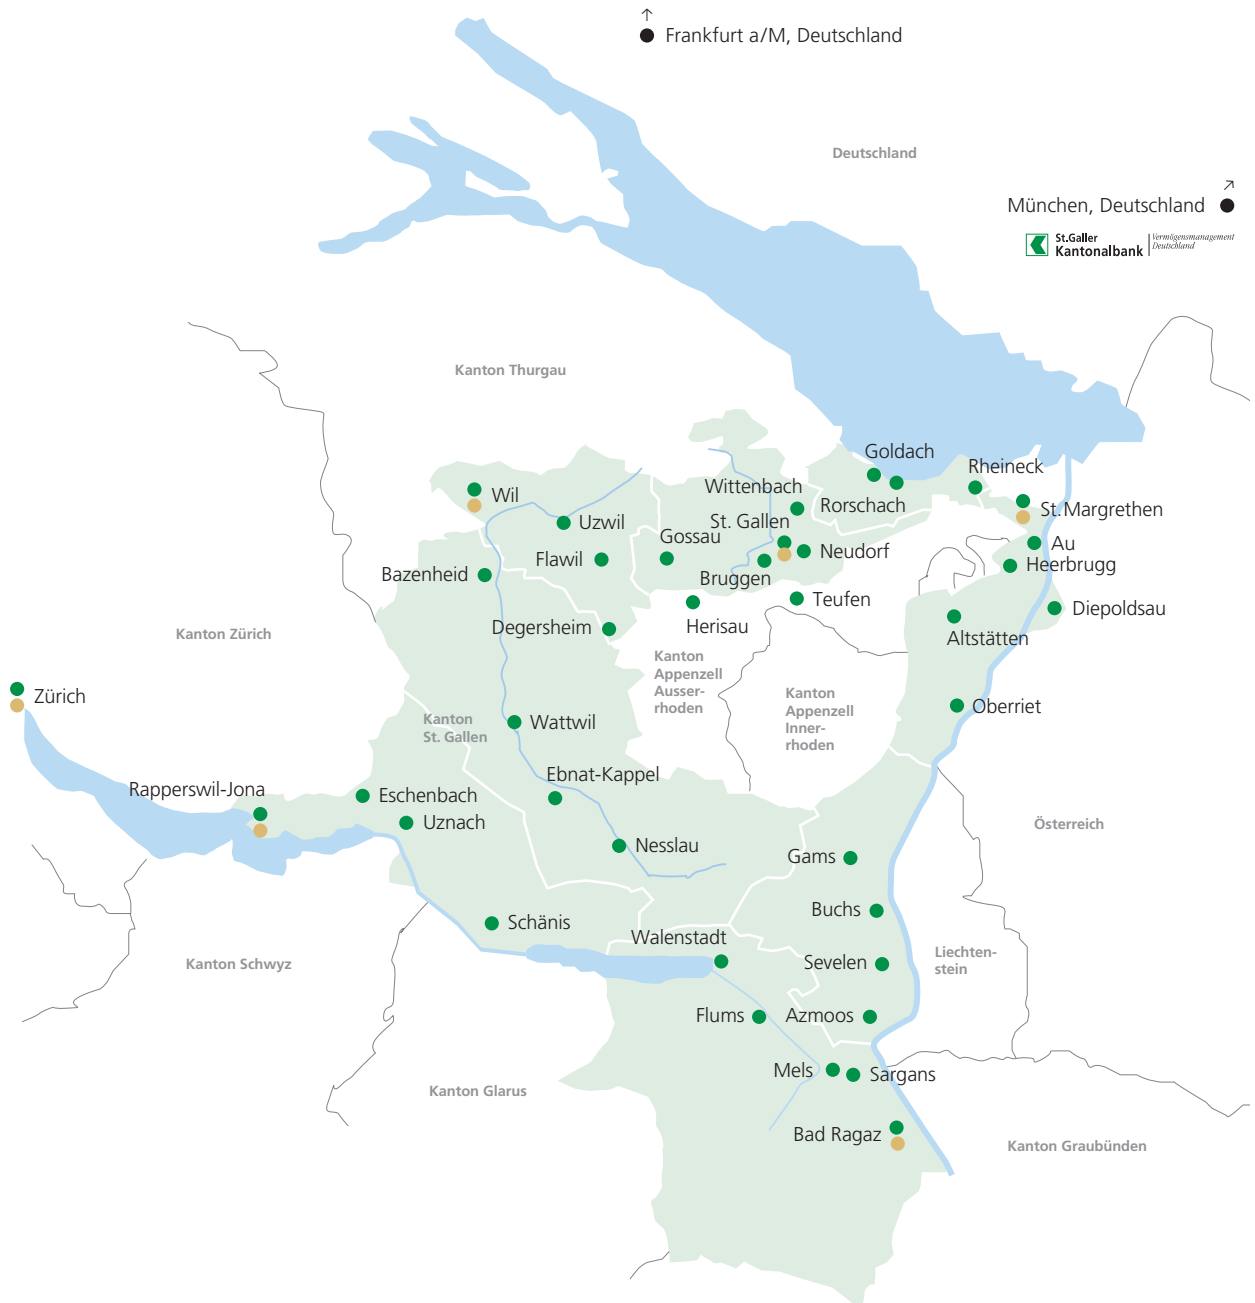 Frankfurt a/M, Deutschland
Deutschland
München, Deutschland
St.Galler
Kantonalbank
Vermögensmanagement
Deutschland
Kanton Thurgau
Goldach
Rheineck
Wil
Wittenbach
Rorschach
St. Margrethen
Uzwil
St. Gallen
Gossau
Neudorf
Au
Flawil
Heerbrugg
Bazenheid
Bruggen
Teufen
Diepoldsau
Degersheim
Herisau
Altstätten
Kanton Zürich
Kanton
Appenzell
Ausser-
rhoden
Kanton
Appenzell
Inner-
rhoden
Zürich
Oberriet
Kanton
St. Gallen
Wattwil
Ebnat-Kappel
Rapperswil-Jona
Eschenbach
Uznach
Österreich
Nesslau
Gams
Buchs
Schänis
Walenstadt
Liechten-
stein
Kanton Schwyz
Sevelen
Flums
Azmoos
Mels
Sargans
Kanton Glarus
Bad Ragaz
Kanton Graubünden